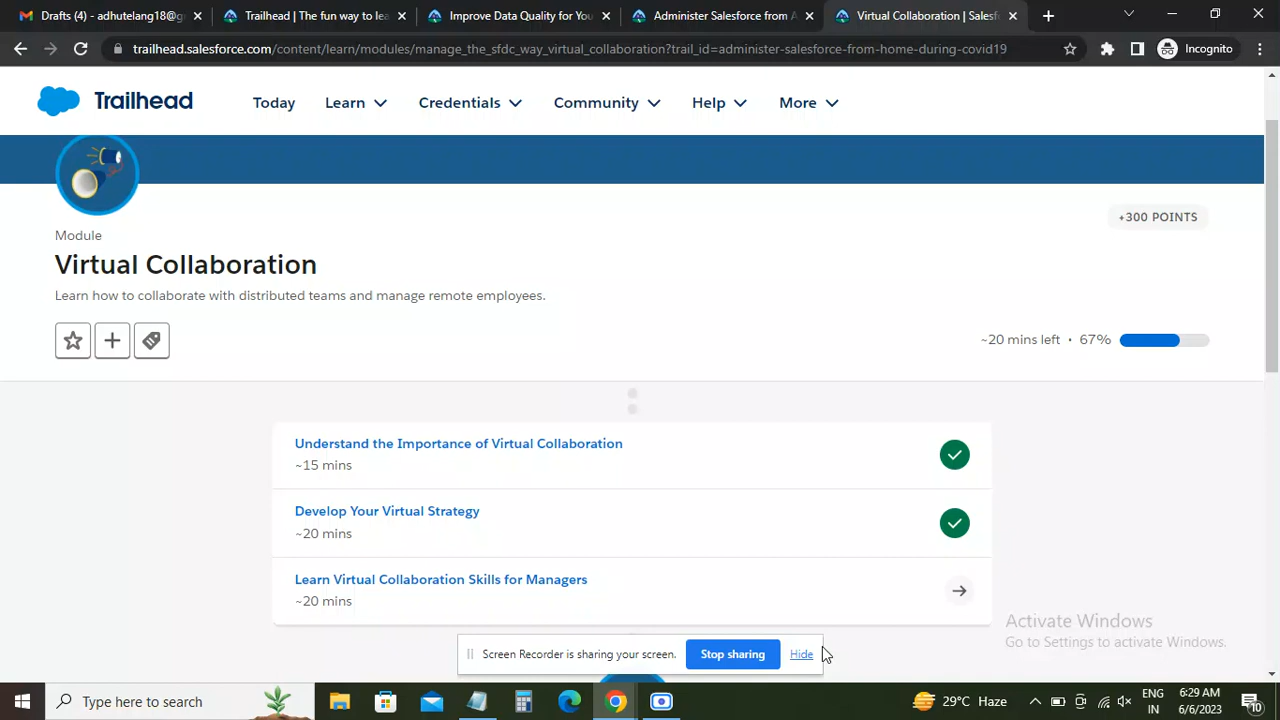 Drafts (4) - adhutelang18@g
Trailhead | The fun way to lea
Improve Data Quality for You
Administer Salesforce from A
Virtual Collaboration | Salesf
trailhead.salesforce.com/content/learn/modules/manage_the_sfdc_way_virtual_collaboration?trail_id=administer-salesforce-from-home-during-covid19
Incognito
Trailhead
Today
Learn
Credentials
Community
Help
More
+300 POINTS
Module
Virtual Collaboration
Learn how to collaborate with distributed teams and manage remote employees.
~20 mins left • 67%
Understand the Importance of Virtual Collaboration
~15 mins
Develop Your Virtual Strategy
~20 mins
Learn Virtual Collaboration Skills for Managers
~20 mins
Activate Windows
Go to Settings to activate Windows.
Screen Recorder is sharing your screen.
Stop sharing
Hide
Type here to search
29°C Haze
ENG
IN
6:29 AM
6/6/2023
10